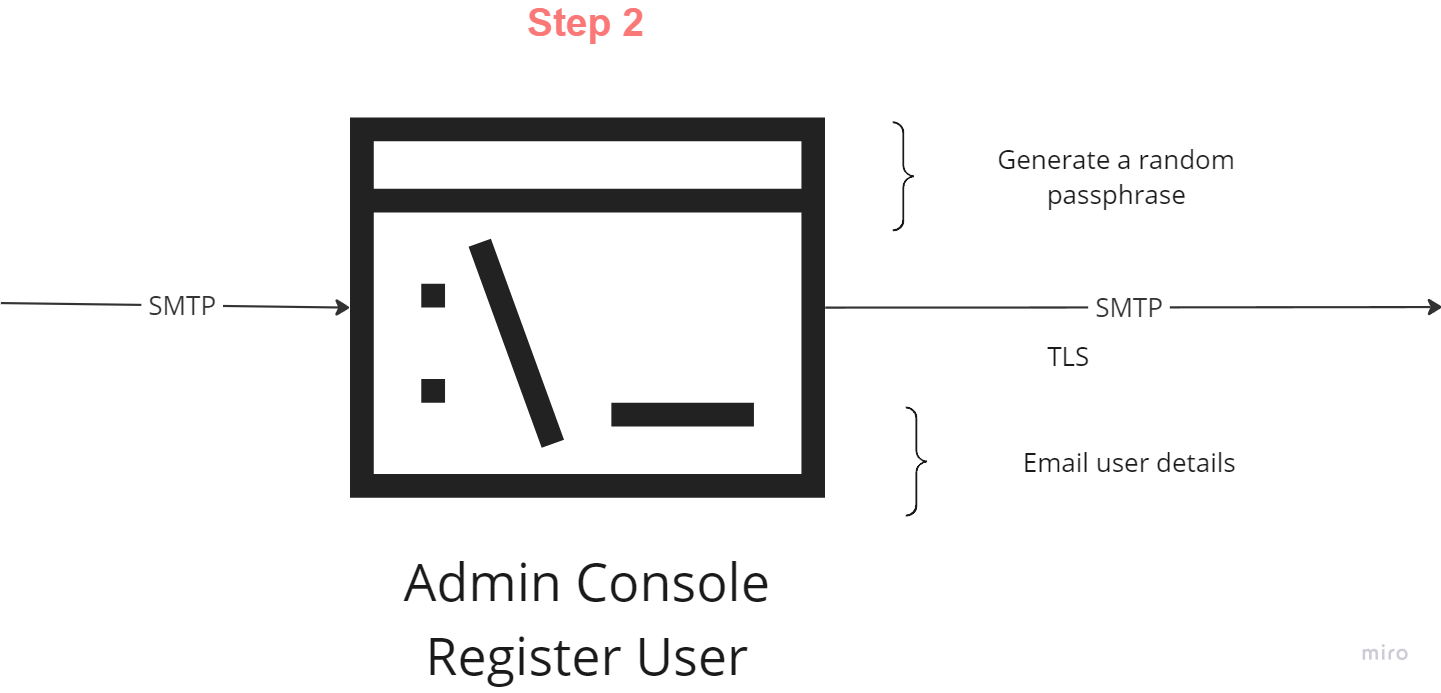 Step 2
Generate a random
passphrase
SMTP
SMTP
TLS
Email user details
Admin Console
Register User
miro